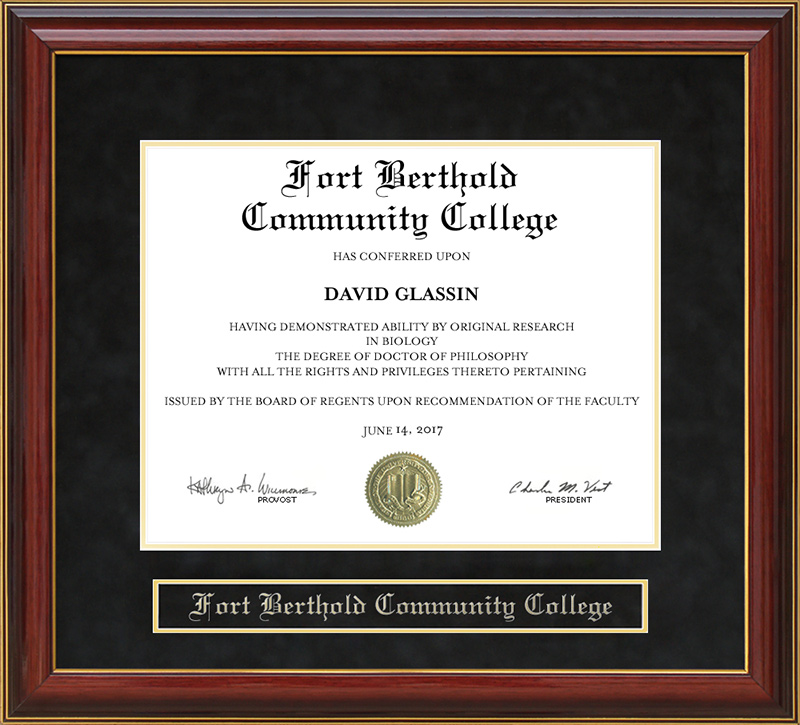 Fort Berthold
Community College
HAS CONFERRED UPON
DAVID GLASSIN
HAVING DEMONSTRATED ABILITY BY ORIGINAL RESEARCH
IN BIOLOGY
THE DEGREE OF DOCTOR OF PHILOSOPHY
WITH ALL THE RIGHTS AND PRIVILEGES THERETO PERTAINING
ISSUED BY THE BOARD OF REGENTS UPON RECOMMENDATION OF THE FACULTY
JUNE 14, 2017
Charles M. Vest
PROVOST
PRESIDENT
Fort Berthold Community College